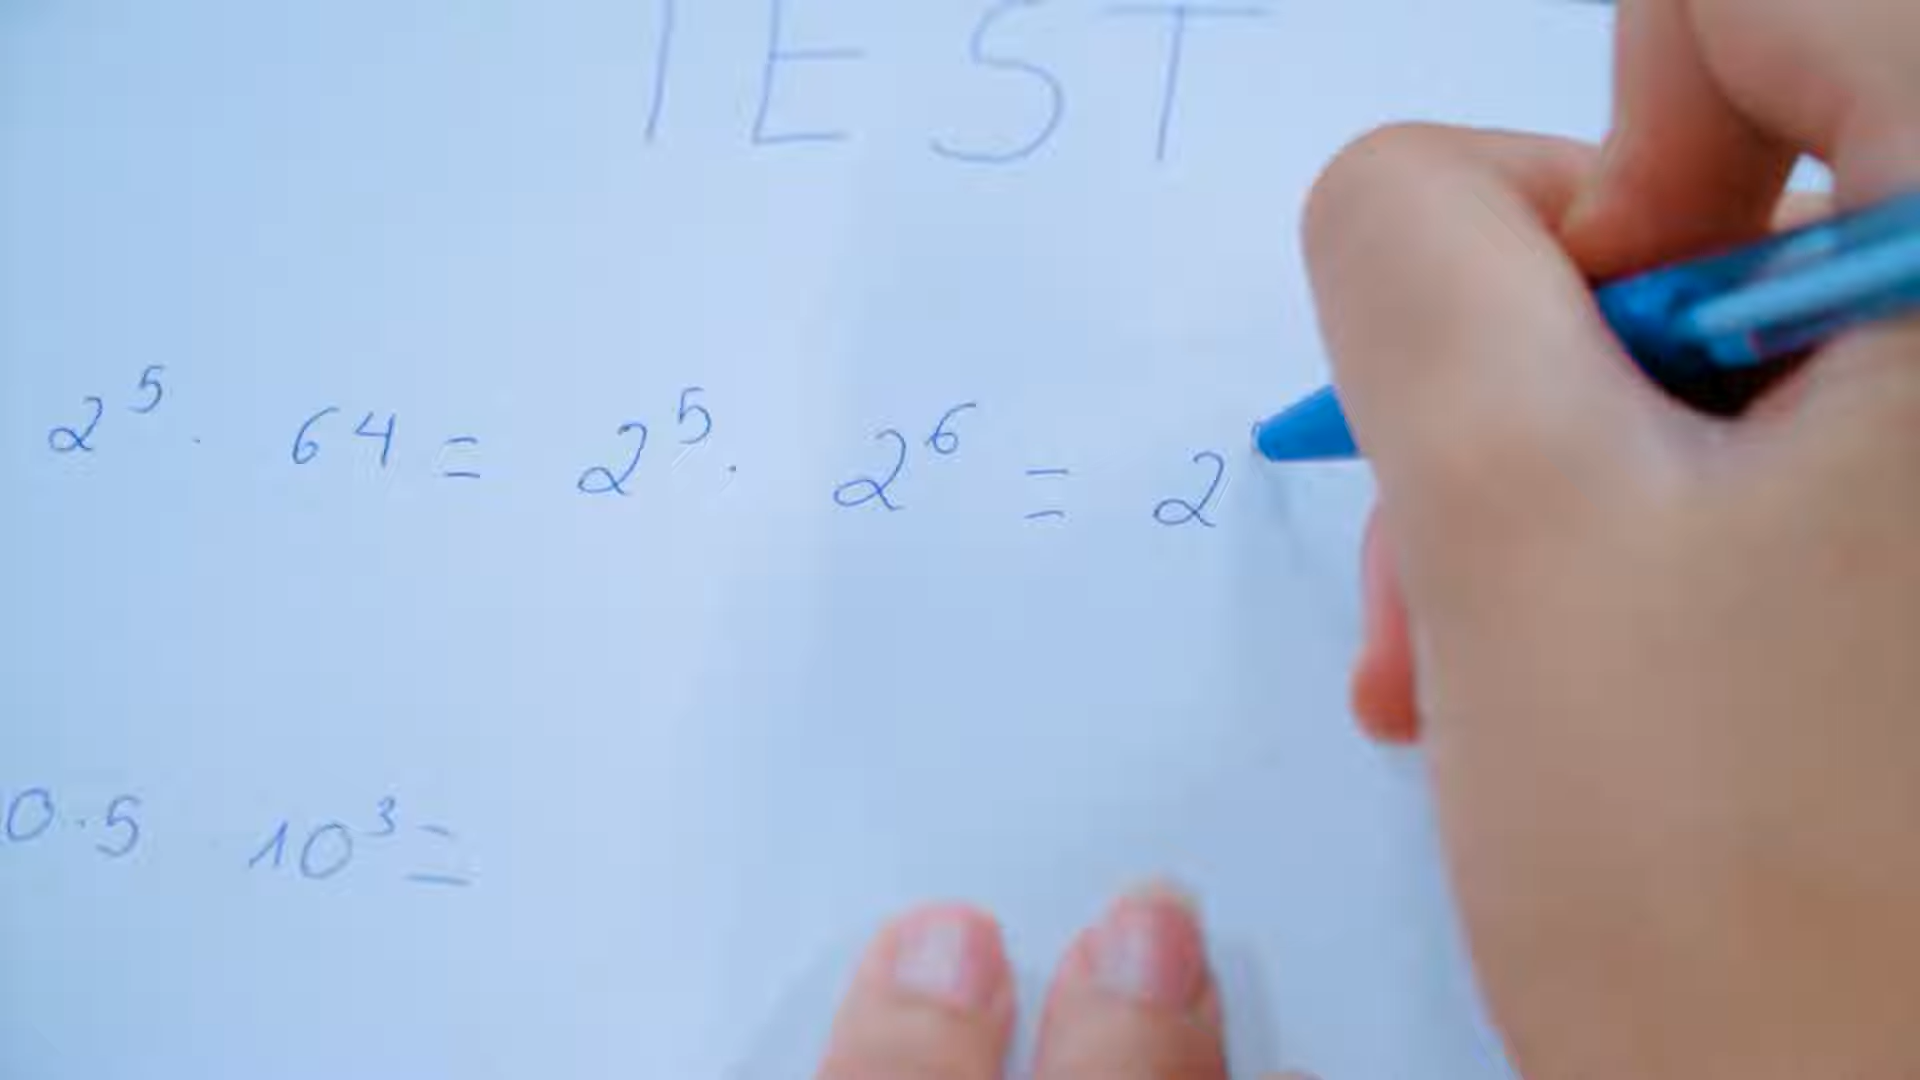 TEST
2⁵ · 64 = 2⁵ · 2⁶ = 2
0.5 10³ =